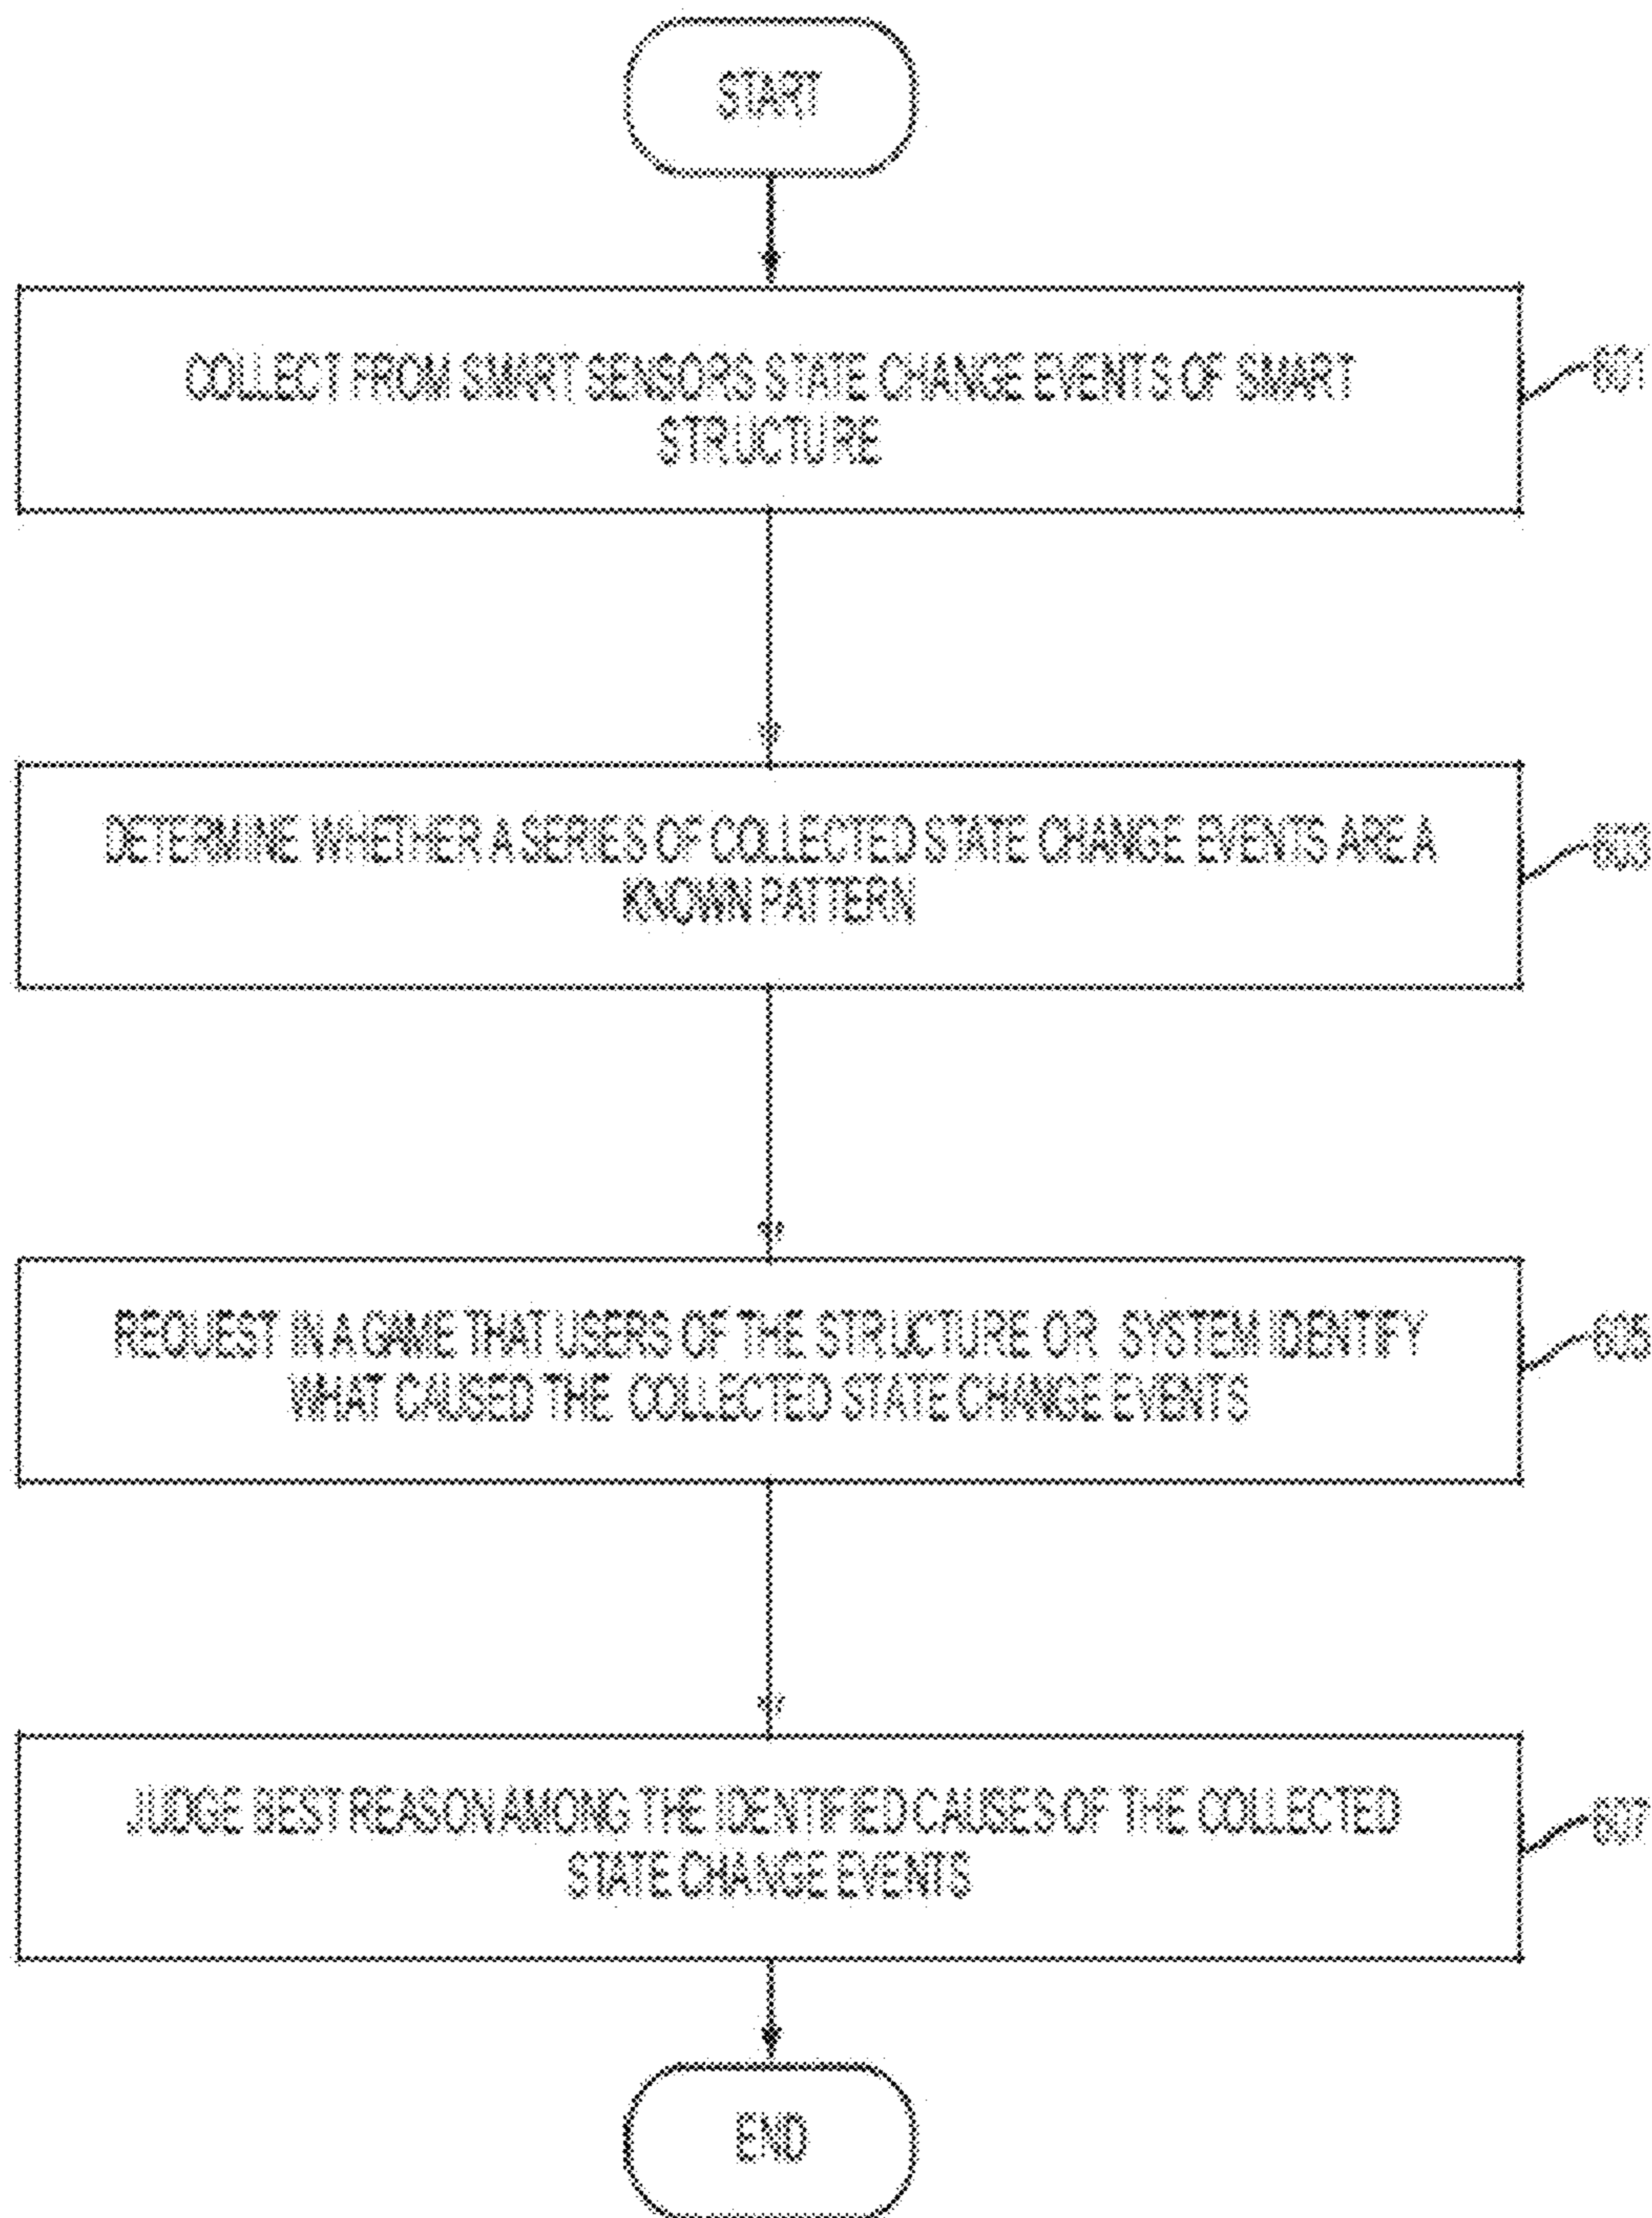 START
COLLECT FROM SMART SENSORS STATE CHANGE EVENTS OF SMART
STRUCTURE
601
DETERMINE WHETHER A SERIES OF COLLECTED STATE CHANGE EVENTS ARE A
KNOWN PATTERN
603
REQUEST IN A GAME THAT USERS OF THE STRUCTURE OR SYSTEM IDENTIFY
WHAT CAUSED THE COLLECTED STATE CHANGE EVENTS
605
JUDGE BEST REASON AMONG THE IDENTIFIED CAUSES OF THE COLLECTED
STATE CHANGE EVENTS
607
END